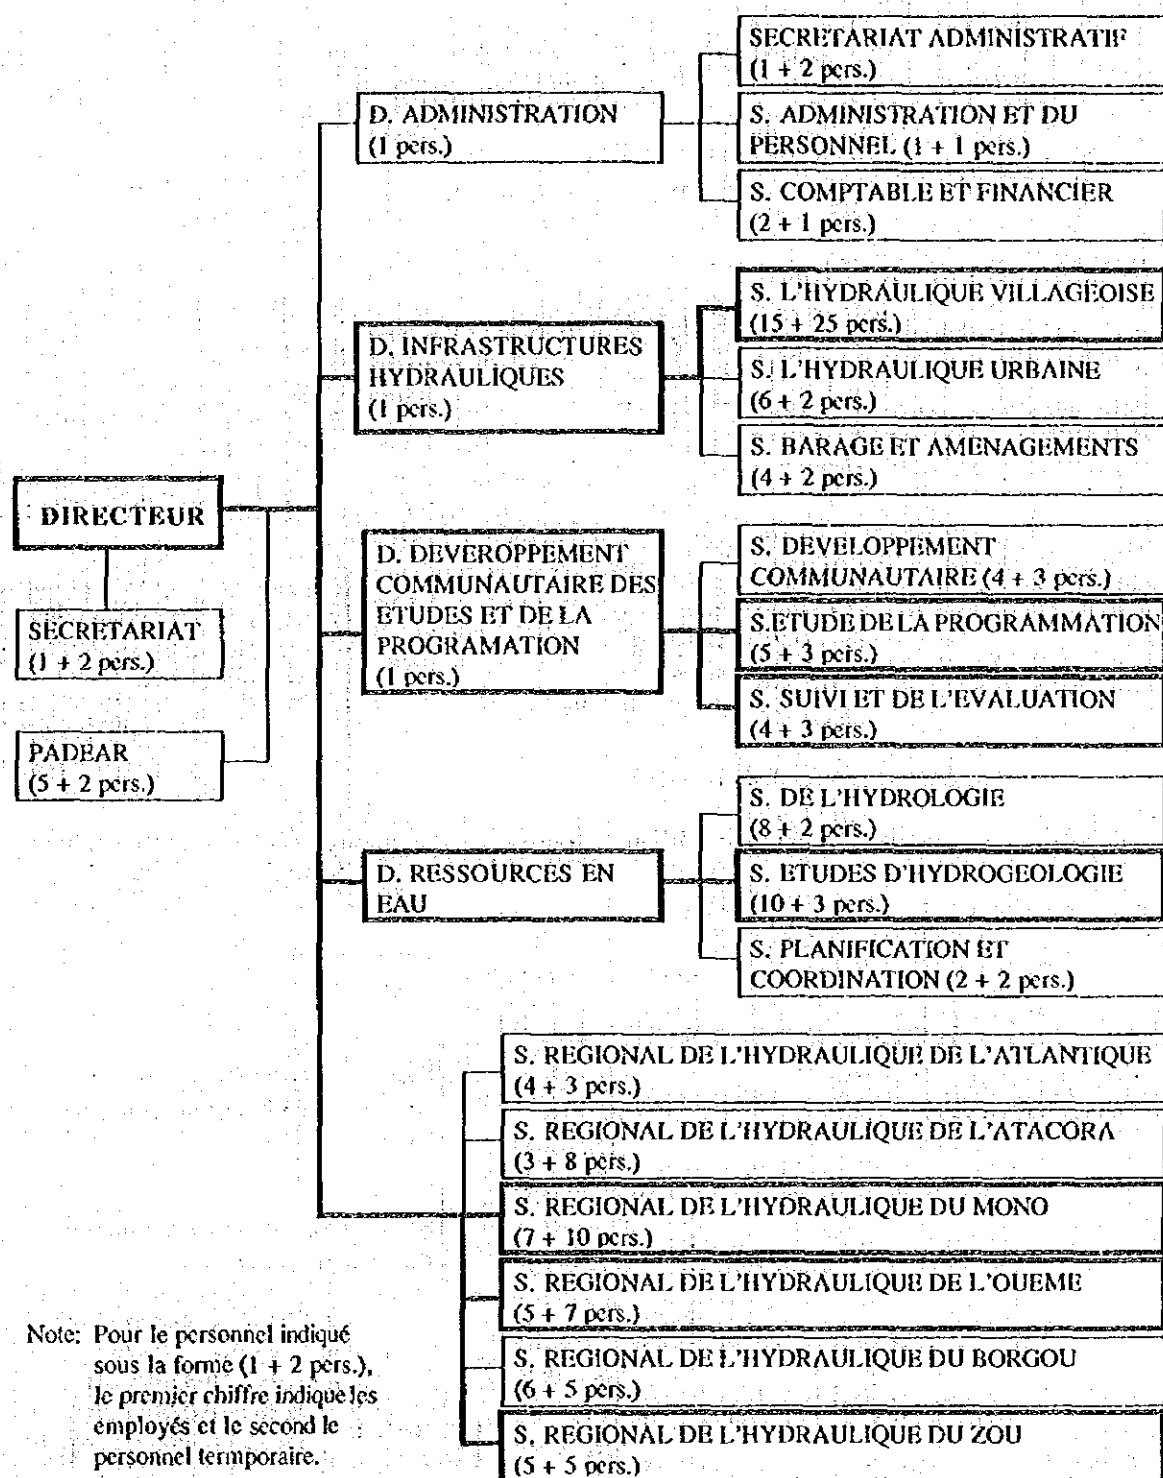 SECRETARIAT ADMINISTRATIF
(1 + 2 pers.)
D. ADMINISTRATION
(1 pers.)
S. ADMINISTRATION ET DU
PERSONNEL (1 + 1 pers.)
S. COMPTABLE ET FINANCIER
(2 + 1 pers.)
S. L'HYDRAULIQUE VILLAGEOISE
(15 + 25 pers.)
D. INFRASTRUCTURES
HYDRAULIQUES
(1 pers.)
S. L'HYDRAULIQUE URBAINE
(6 + 2 pers.)
S. BARAGE ET AMENAGEMENTS
(4 + 2 pers.)
DIRECTEUR
SECRETARIAT
(1 + 2 pers.)
PADEAR
(5 + 2 pers.)
D. DEVEROPPEMENT
COMMUNAUTAIRE DES
ETUDES ET DE LA
PROGRAMATION
(1 pers.)
S. DEVELOPPEMENT
COMMUNAUTAIRE (4 + 3 pers.)
S.ETUDE DE LA PROGRAMMATION
(5 + 3 pers.)
S. SUIVI ET DE L'EVALUATION
(4 + 3 pers.)
S. DE L'HYDROLOGIE
(8 + 2 pers.)
D. RESSOURCES EN
EAU
S. ETUDES D'HYDROGEOLOGIE
(10 + 3 pers.)
S. PLANIFICATION ET
COORDINATION (2 + 2 pers.)
S. REGIONAL DE L'HYDRAULIQUE DE L'ATLANTIQUE
(4 + 3 pers.)
S. REGIONAL DE L'HYDRAULIQUE DE L'ATACORA
(3 + 8 pers.)
S. REGIONAL DE L'HYDRAULIQUE DU MONO
(7 + 10 pers.)
S. REGIONAL DE L'HYDRAULIQUE DE L'OUEME
(5 + 7 pers.)
S. REGIONAL DE L'HYDRAULIQUE DU BORGOU
(6 + 5 pers.)
S. REGIONAL DE L'HYDRAULIQUE DU ZOU
(5 + 5 pers.)
Note: Pour le personnel indiqué
sous la forme (1 + 2 pers.),
le premier chiffre indique les
employés et le second le
personnel termporaire.